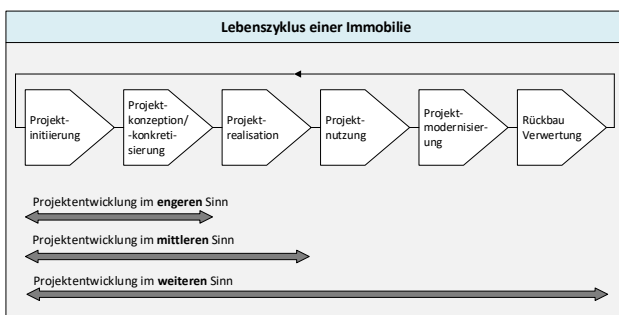 Lebenszyklus einer Immobilie
Projekt-
initiierung
Projekt-
konzeption/
-konkreti-
sierung
Projekt-
realisation
Projekt-
nutzung
Projekt-
modernisier-
ung
Rückbau
Verwertung
Projektentwicklung im engeren Sinn
Projektentwicklung im mittleren Sinn
Projektentwicklung im weiteren Sinn